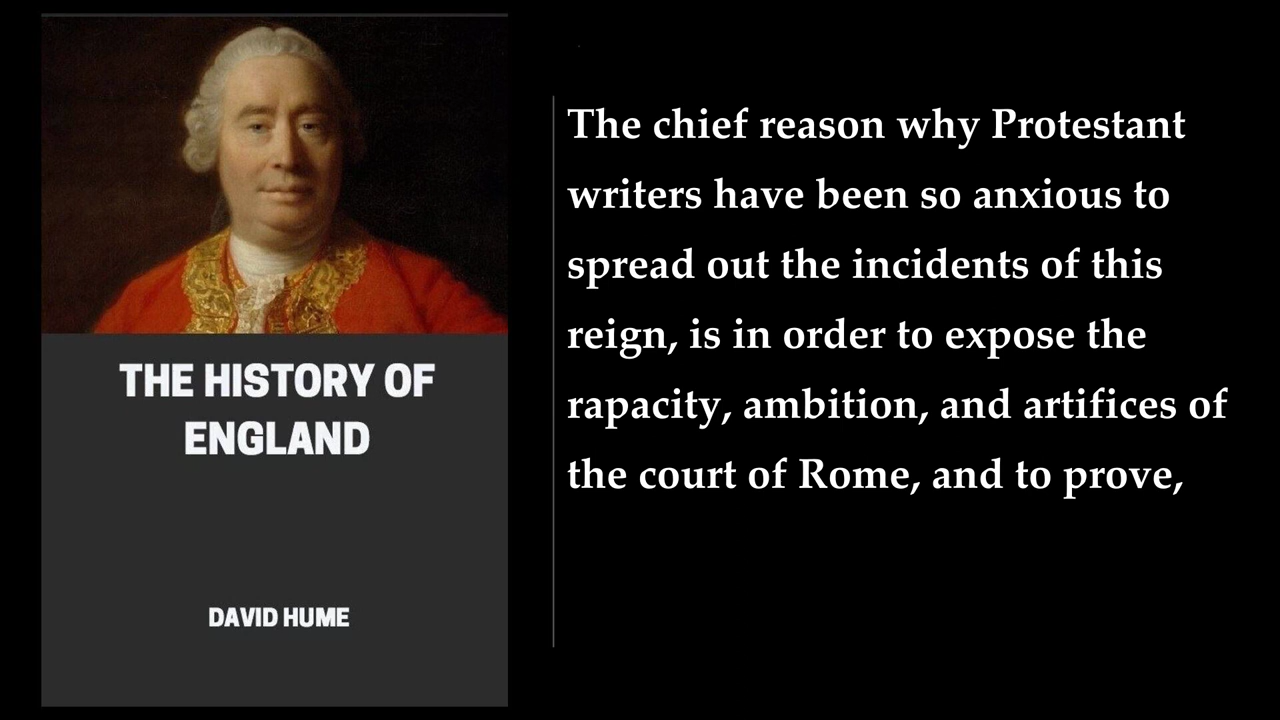 THE HISTORY OF
ENGLAND
DAVID HUME
The chief reason why Protestant
writers have been so anxious to
spread out the incidents of this
reign, is in order to expose the
rapacity, ambition, and artifices of
the court of Rome, and to prove,